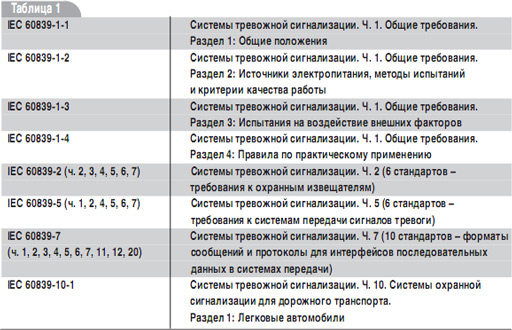 Таблица 1
IEC 60839-1-1
Системы тревожной сигнализации. Ч. 1. Общие требования.
Раздел 1: Общие положения
IEC 60839-1-2
Системы тревожной сигнализации. Ч. 1. Общие требования.
Раздел 2: Источники электропитания, методы испытаний
и критерии качества работы
IEC 60839-1-3
Системы тревожной сигнализации. Ч. 1. Общие требования.
Раздел 3: Испытания на воздействие внешних факторов
IEC 60839-1-4
Системы тревожной сигнализации. Ч. 1. Общие требования.
Раздел 4: Правила по практическому применению
IEC 60839-2 (ч. 2, 3, 4, 5, 6, 7)
Системы тревожной сигнализации. Ч. 2 (6 стандартов –
требования к охранным извещателям)
IEC 60839-5 (ч. 1, 2, 4, 5, 6, 7)
Системы тревожной сигнализации. Ч. 5 (6 стандартов –
требования к системам передачи сигналов тревоги)
IEC 60839-7
(ч. 1, 2, 3, 4, 5, 6, 7, 11, 12, 20)
Системы тревожной сигнализации. Ч. 7 (10 стандартов – форматы
сообщений и протоколы для интерфейсов последовательных
данных в системах передачи)
IEC 60839-10-1
Системы тревожной сигнализации. Ч. 10. Системы охранной
сигнализации для дорожного транспорта.
Раздел 1: Легковые автомобили